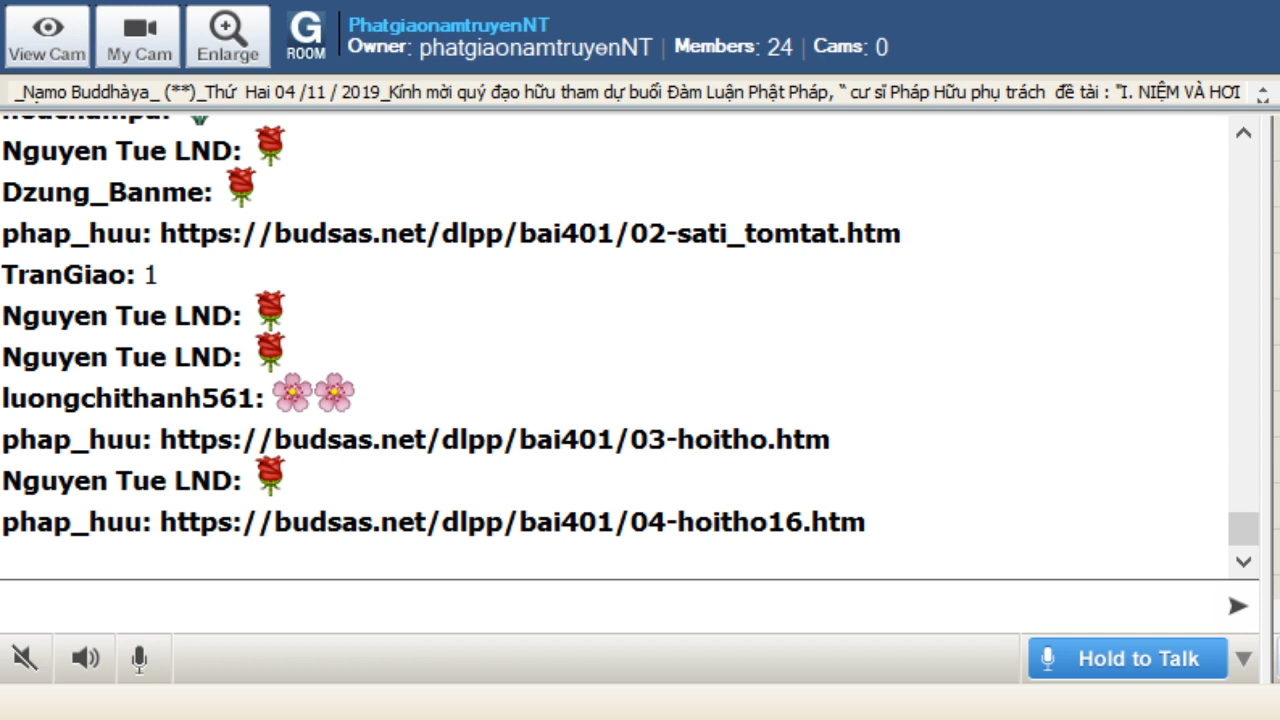 View Cam
My Cam
Enlarge
G
ROOM
PhatgiaonamtruyenNT
Owner: phatgiaonamtruyenNT | Members: 24 | Cams: 0
_Nạmo Buddhàya_ (**)_Thứ Hai 04 /11 / 2019_Kính mời quý đạo hữu tham dự buổi Đàm Luận Phật Pháp, “ cư sĩ Pháp Hữu phụ trách đề tài : "I. NIỆM VÀ HƠI
Nguyen Tue LND:
Dzung_Banme:
phap_huu: https://budsas.net/dlpp/bai401/02-sati_tomtat.htm
TranGiao: 1
Nguyen Tue LND:
Nguyen Tue LND:
luongchithanh561:
phap_huu: https://budsas.net/dlpp/bai401/03-hoitho.htm
Nguyen Tue LND:
phap_huu: https://budsas.net/dlpp/bai401/04-hoitho16.htm
Hold to Talk